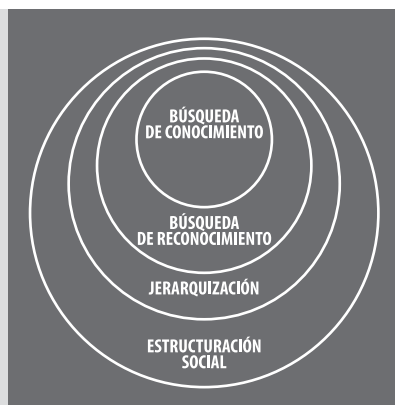 BÚSQUEDA
DE CONOCIMIENTO
BÚSQUEDA
DE RECONOCIMIENTO
JERARQUIZACIÓN
ESTRUCTURACIÓN
SOCIAL